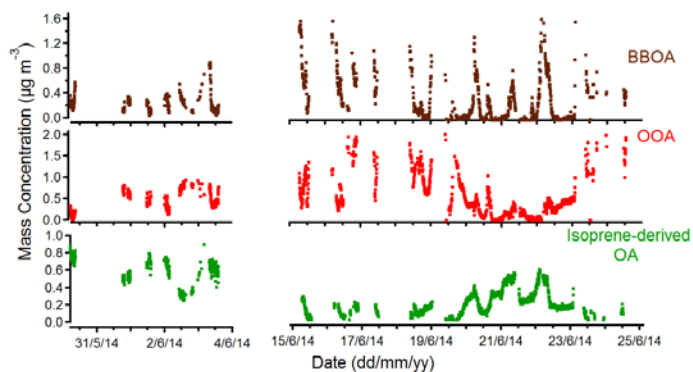 Mass Concentration (µg m⁻³)
1.6
1.2
0.8
0.4
0.0
BBOA
2.0
1.5
1.0
0.5
0.0
OOA
1.0
0.8
0.6
0.4
0.2
0.0
Isoprene-derived
OA
31/5/14 2/6/14 4/6/14 15/6/14 17/6/14 19/6/14 21/6/14 23/6/14 25/6/14
Date (dd/mm/yy)